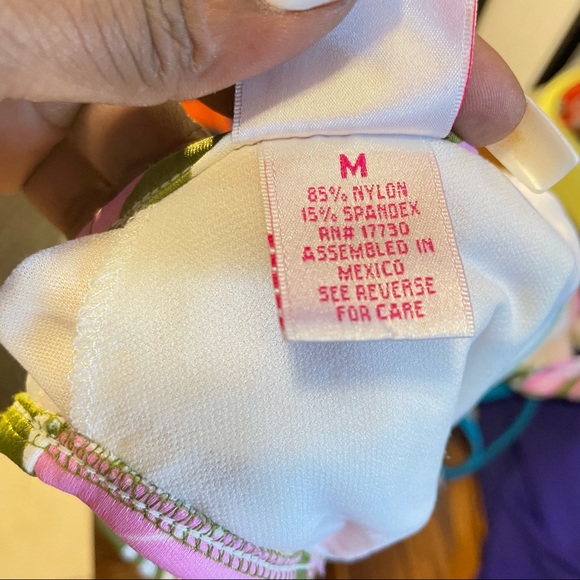 M
85% NYLON
15% SPANDEX
RN# 17730
ASSEMBLED IN
MEXICO
SEE REVERSE
FOR CARE